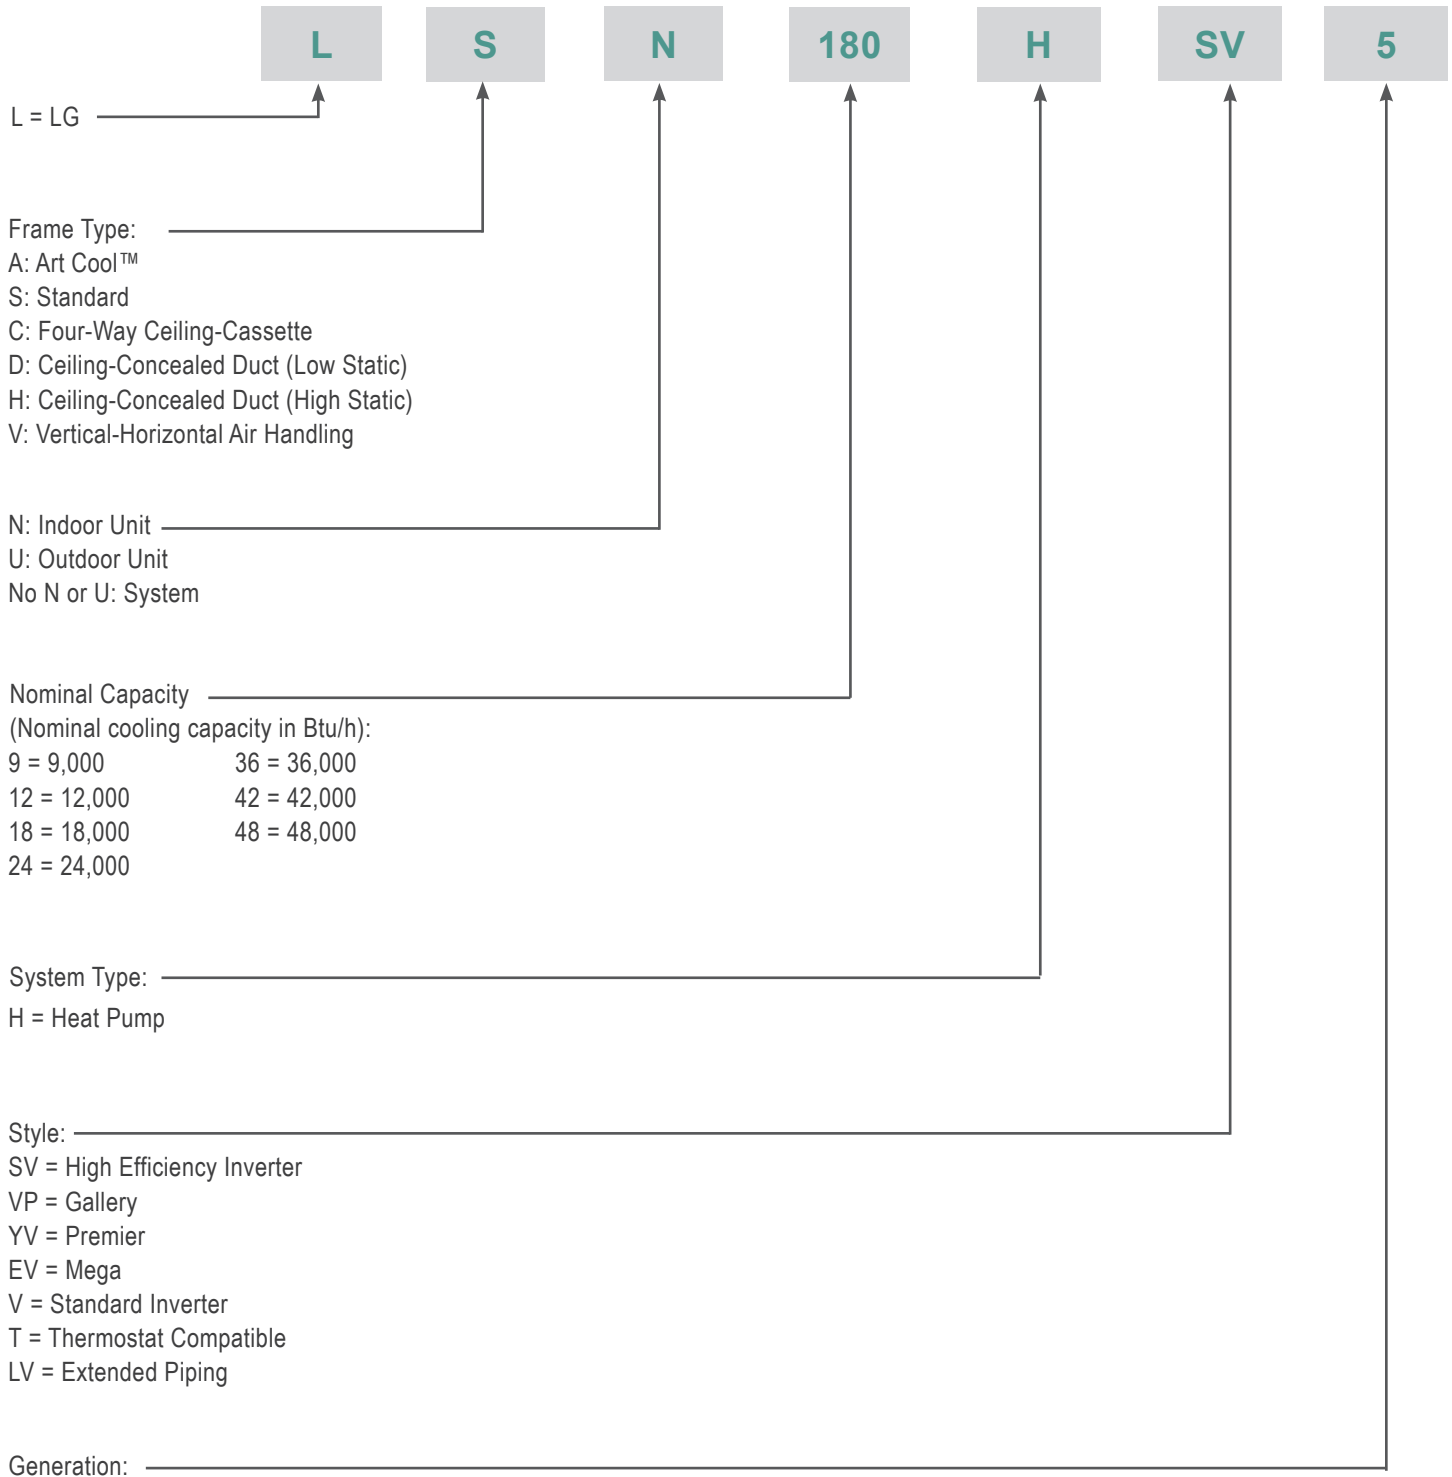 L S N 180 H SV 5
L = LG
Frame Type:
A: Art Cool™
S: Standard
C: Four-Way Ceiling-Cassette
D: Ceiling-Concealed Duct (Low Static)
H: Ceiling-Concealed Duct (High Static)
V: Vertical-Horizontal Air Handling
N: Indoor Unit
U: Outdoor Unit
No N or U: System
Nominal Capacity
(Nominal cooling capacity in Btu/h):
9 = 9,000 36 = 36,000
12 = 12,000 42 = 42,000
18 = 18,000 48 = 48,000
24 = 24,000
System Type:
H = Heat Pump
Style:
SV = High Efficiency Inverter
VP = Gallery
YV = Premier
EV = Mega
V = Standard Inverter
T = Thermostat Compatible
LV = Extended Piping
Generation: